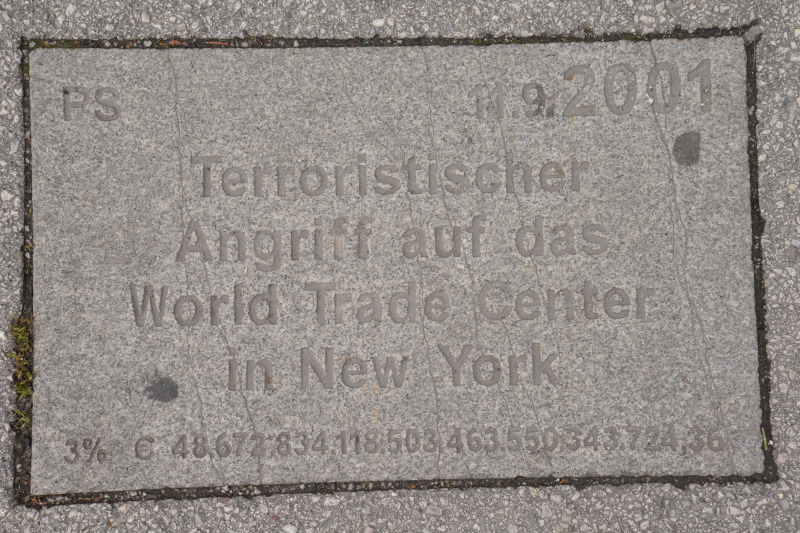 PS 11.9.2001
Terroristischer
Angriff auf das
World Trade Center
in New York
3% € 48.672.834.118.503.463.550.343.724,36